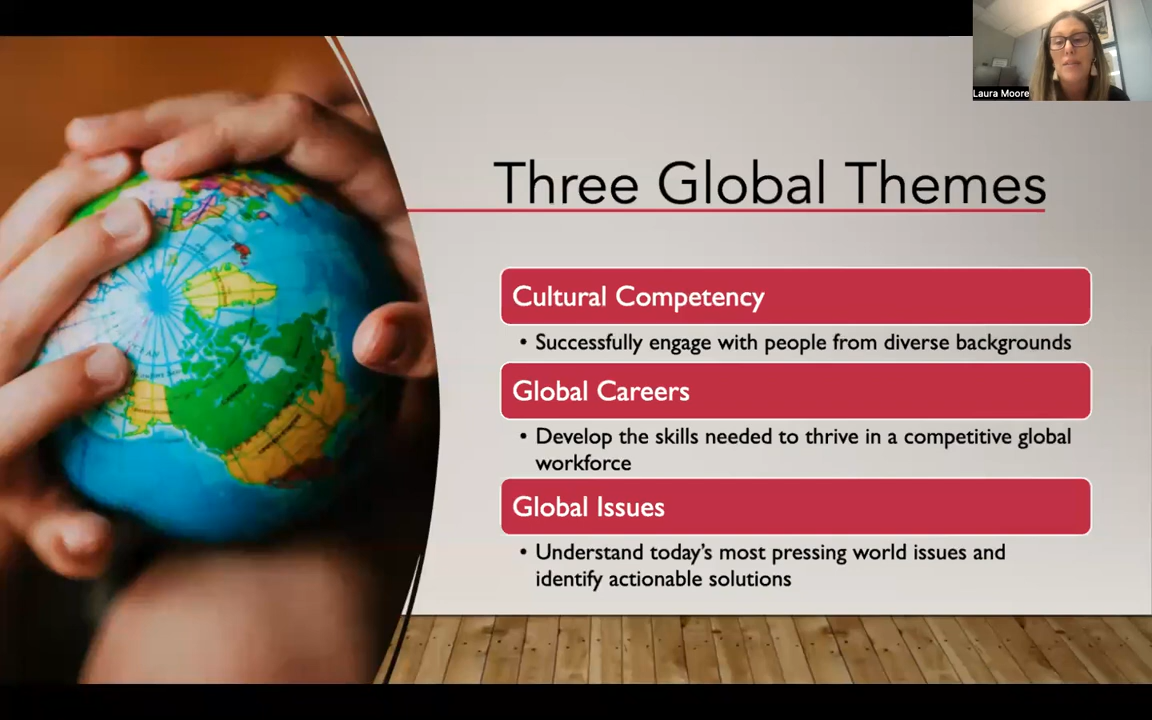 Laura Moore
Three Global Themes
Cultural Competency
• Successfully engage with people from diverse backgrounds
Global Careers
• Develop the skills needed to thrive in a competitive global
workforce
Global Issues
• Understand today’s most pressing world issues and
identify actionable solutions